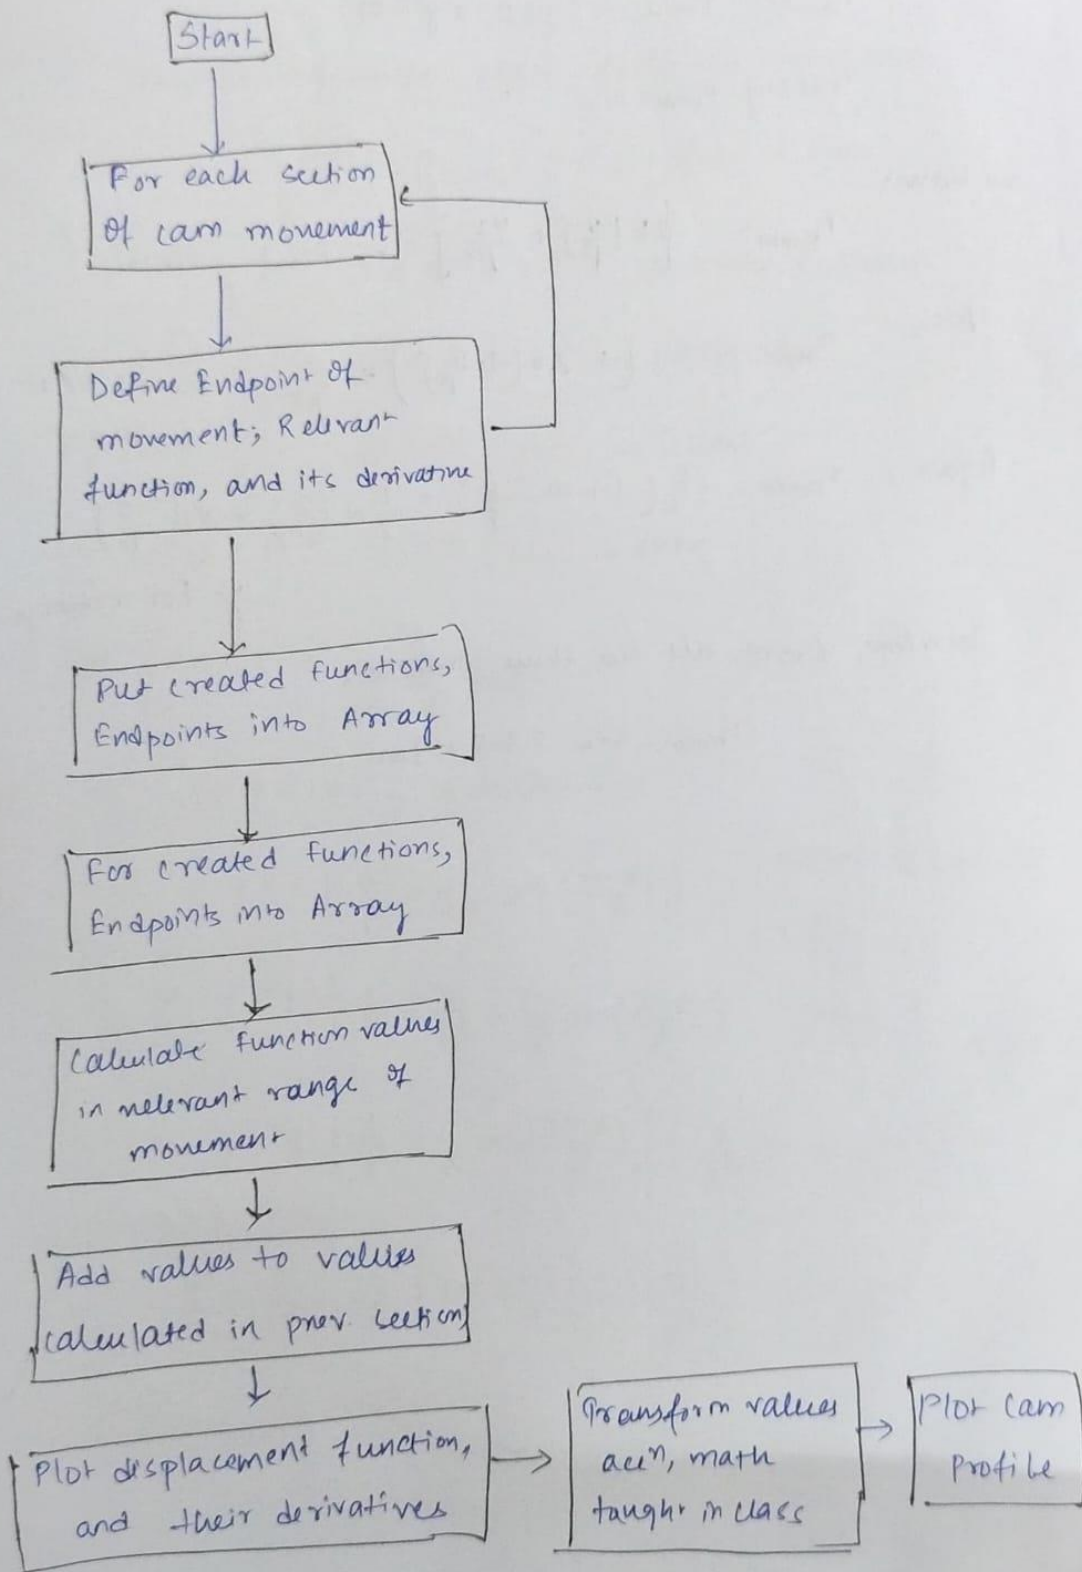 Start
For each section
of cam movement
Define Endpoint of
movement; Relevant
function, and its derivative
Put created functions,
Endpoints into Array
For created functions,
Endpoints into Array
Calculate function values
in relevant range of
movement
Add values to values
calculated in prev. section
Plot displacement function,
and their derivatives
Transform values
accn, math
taught in class
Plot Cam
Profile